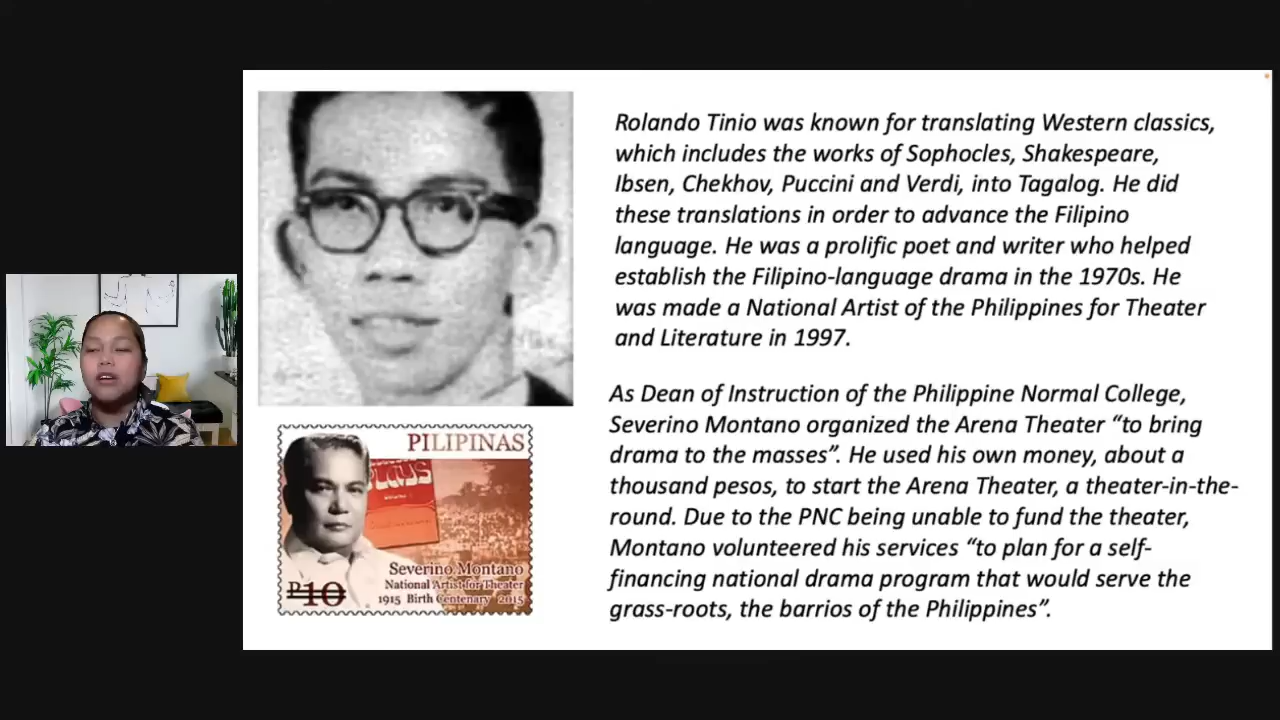 Rolando Tinio was known for translating Western classics,
which includes the works of Sophocles, Shakespeare,
Ibsen, Chekhov, Puccini and Verdi, into Tagalog. He did
these translations in order to advance the Filipino
language. He was a prolific poet and writer who helped
establish the Filipino-language drama in the 1970s. He
was made a National Artist of the Philippines for Theater
and Literature in 1997.
As Dean of Instruction of the Philippine Normal College,
Severino Montano organized the Arena Theater “to bring
drama to the masses”. He used his own money, about a
thousand pesos, to start the Arena Theater, a theater-in-the-
round. Due to the PNC being unable to fund the theater,
Montano volunteered his services “to plan for a self-
financing national drama program that would serve the
grass-roots, the barrios of the Philippines”.
PILIPINAS
Severino Montano
National Artist for Theater
1915 Birth Centenary 2015
P10